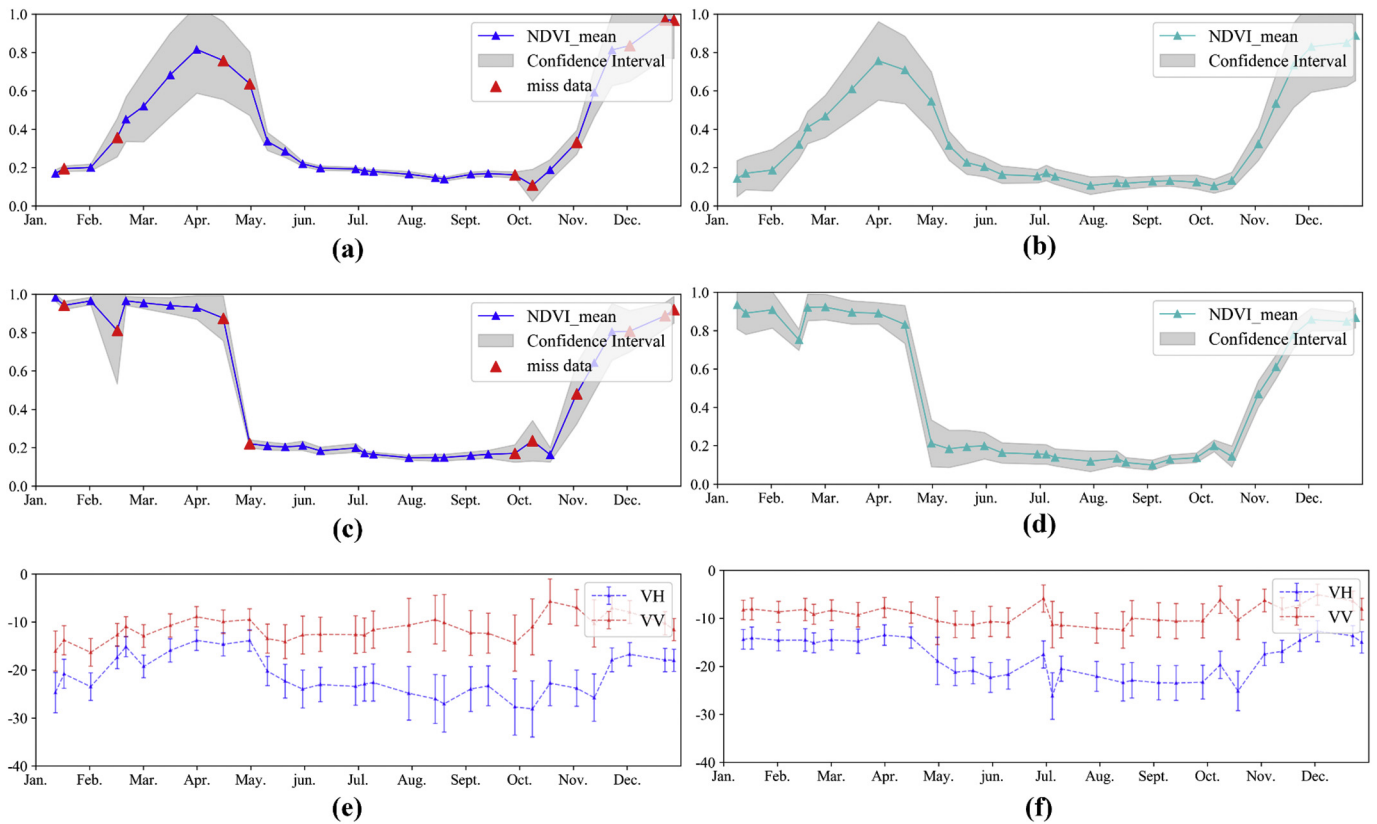 1.0
0.8
0.6
0.4
0.2
0.0
NDVI_mean
Confidence Interval
miss data
Jan. Feb. Mar. Apr. May. jun. Jul. Aug. Sept. Oct. Nov. Dec.
(a)
1.0
0.8
0.6
0.4
0.2
0.0
NDVI_mean
Confidence Interval
Jan. Feb. Mar. Apr. May. jun. Jul. Aug. Sept. Oct. Nov. Dec.
(b)
1.0
0.8
0.6
0.4
0.2
0.0
NDVI_mean
Confidence Interval
miss data
Jan. Feb. Mar. Apr. May. jun. Jul. Aug. Sept. Oct. Nov. Dec.
(c)
1.0
0.8
0.6
0.4
0.2
0.0
NDVI_mean
Confidence Interval
Jan. Feb. Mar. Apr. May. jun. Jul. Aug. Sept. Oct. Nov. Dec.
(d)
0
-10
-20
-30
-40
VH
VV
Jan. Feb. Mar. Apr. May. jun. Jul. Aug. Sept. Oct. Nov. Dec.
(e)
0
-10
-20
-30
-40
VH
VV
Jan. Feb. Mar. Apr. May. jun. Jul. Aug. Sept. Oct. Nov. Dec.
(f)